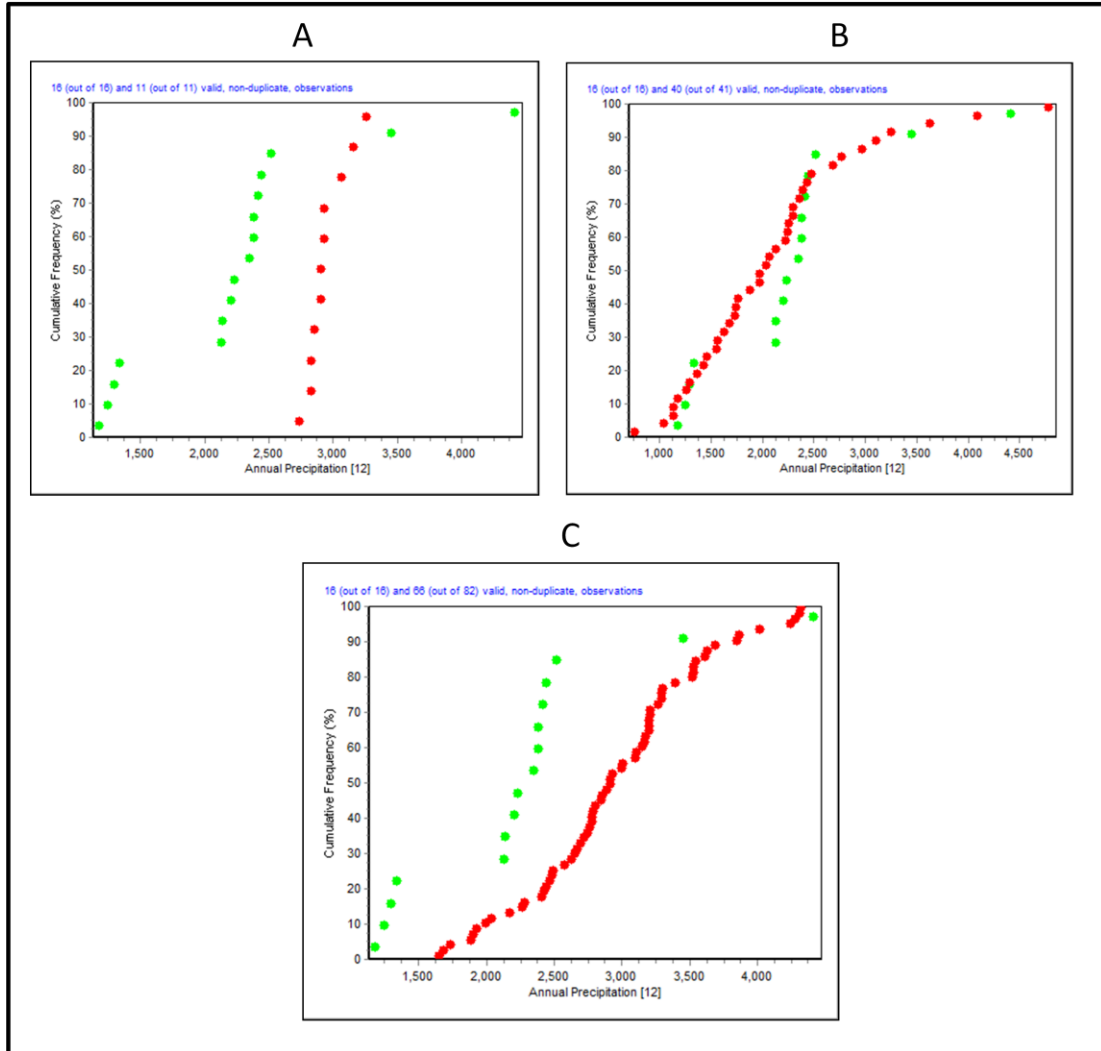 A
16 (out of 16) and 11 (out of 11) valid, non-duplicate, observations
Cumulative Frequency (%)
100
90
80
70
60
50
40
30
20
10
0
1,500 2,000 2,500 3,000 3,500 4,000
Annual Precipitation [12]
B
16 (out of 16) and 40 (out of 41) valid, non-duplicate, observations
Cumulative Frequency (%)
100
90
80
70
60
50
40
30
20
10
0
1,000 1,500 2,000 2,500 3,000 3,500 4,000 4,500
Annual Precipitation [12]
C
16 (out of 16) and 66 (out of 82) valid, non-duplicate, observations
Cumulative Frequency (%)
100
90
80
70
60
50
40
30
20
10
0
1,500 2,000 2,500 3,000 3,500 4,000
Annual Precipitation [12]